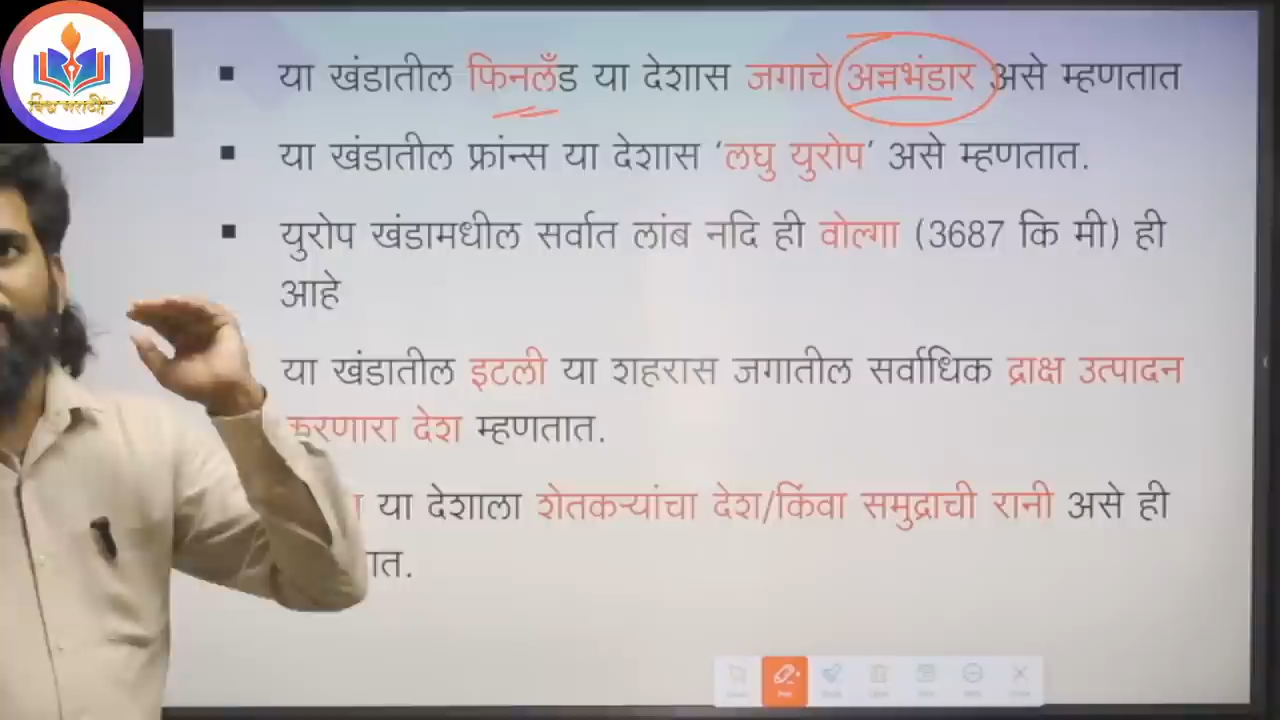 विश्व मराठी
या खंडातील फिनलँड या देशास जगाचे अन्नभंडार असे म्हणतात
या खंडातील फ्रांन्स या देशास ‘लघु युरोप’ असे म्हणतात.
युरोप खंडामधील सर्वात लांब नदि ही वोल्गा (3687 कि मी) ही
आहे
या खंडातील इटली या शहरास जगातील सर्वाधिक द्राक्ष उत्पादन
करणारा देश म्हणतात.
या देशाला शेतकऱ्यांचा देश/किंवा समुद्राची रानी असे ही